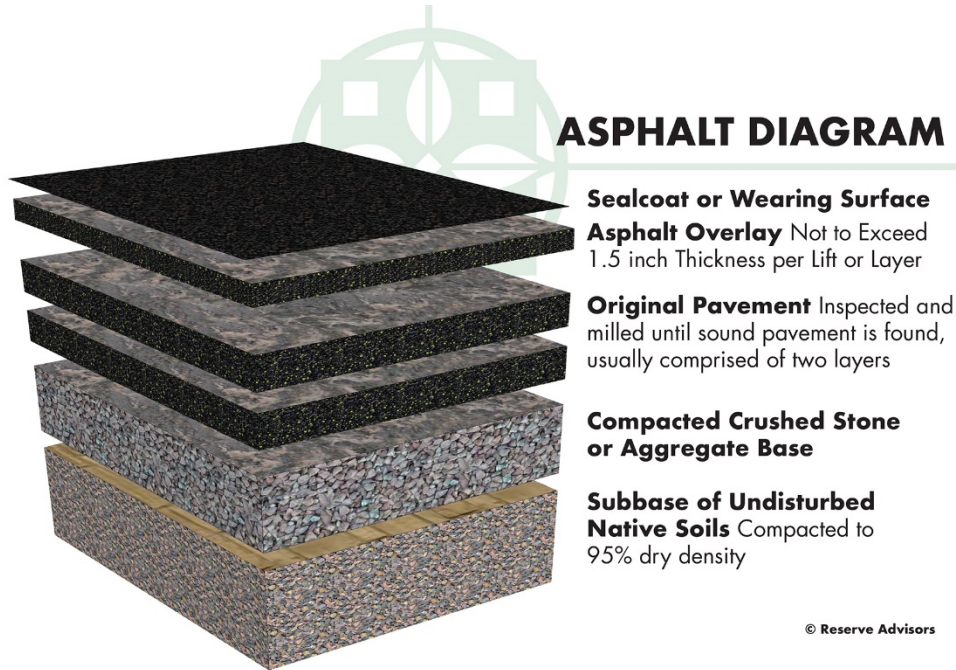 ASPHALT DIAGRAM
Sealcoat or Wearing Surface
Asphalt Overlay Not to Exceed
1.5 inch Thickness per Lift or Layer
Original Pavement Inspected and
milled until sound pavement is found,
usually comprised of two layers
Compacted Crushed Stone
or Aggregate Base
Subbase of Undisturbed
Native Soils Compacted to
95% dry density
© Reserve Advisors